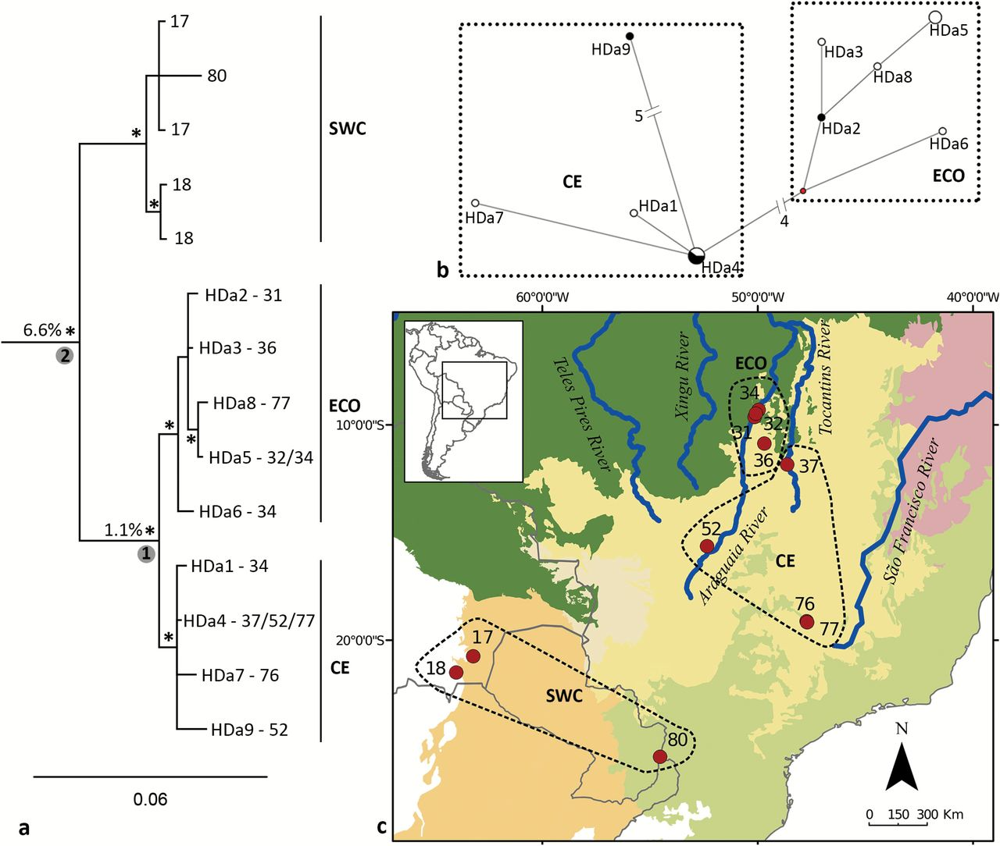 17
80
17
*
SWC
18
*
18
HDa2 - 31
6.6% *
2
HDa3 - 36
HDa8 - 77
ECO
*
*
HDa5 - 32/34
HDa6 - 34
1.1% *
1
HDa1 - 34
HDa4 - 37/52/77
*
CE
HDa7 - 76
HDa9 - 52
0.06
a
HDa9
5
CE
HDa1
HDa7
HDa4
b
HDa5
HDa3
HDa8
HDa2
HDa6
ECO
4
60°0'0"W
50°0'0"W
40°0'0"W
10°0'0"S
20°0'0"S
Teles Pires River
Xingu River
ECO
Tocantins River
34
32
31
36
37
São Francisco River
52
Araguaia River
CE
76
77
17
18
SWC
80
N
0 150 300 Km
c